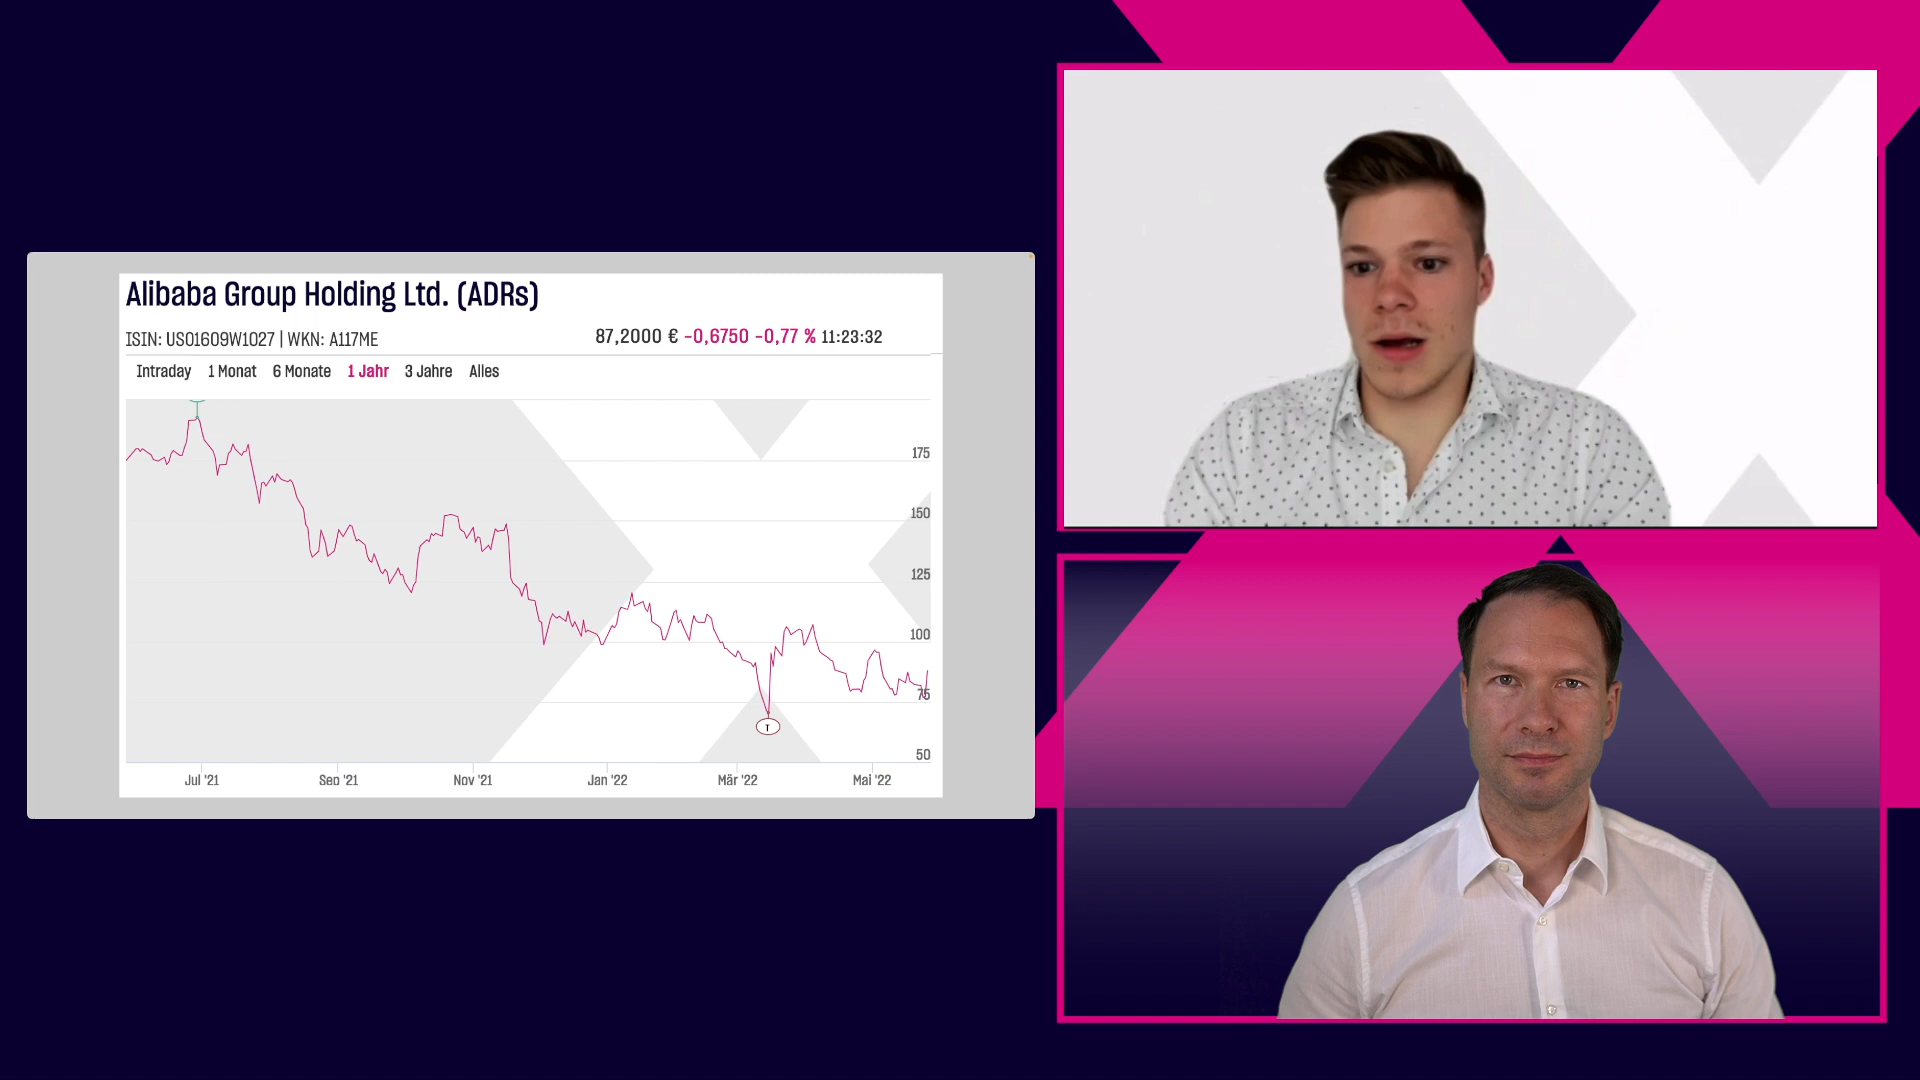 Alibaba Group Holding Ltd. (ADRs)
ISIN: US01609W1027 | WKN: A117ME
87,2000 € -0,6750 -0,77 % 11:23:32
Intraday 1 Monat 6 Monate 1 Jahr 3 Jahre Alles
175
150
125
100
75
50
T
Jul '21 Sep '21 Nov '21 Jan '22 Mär '22 Mai '22